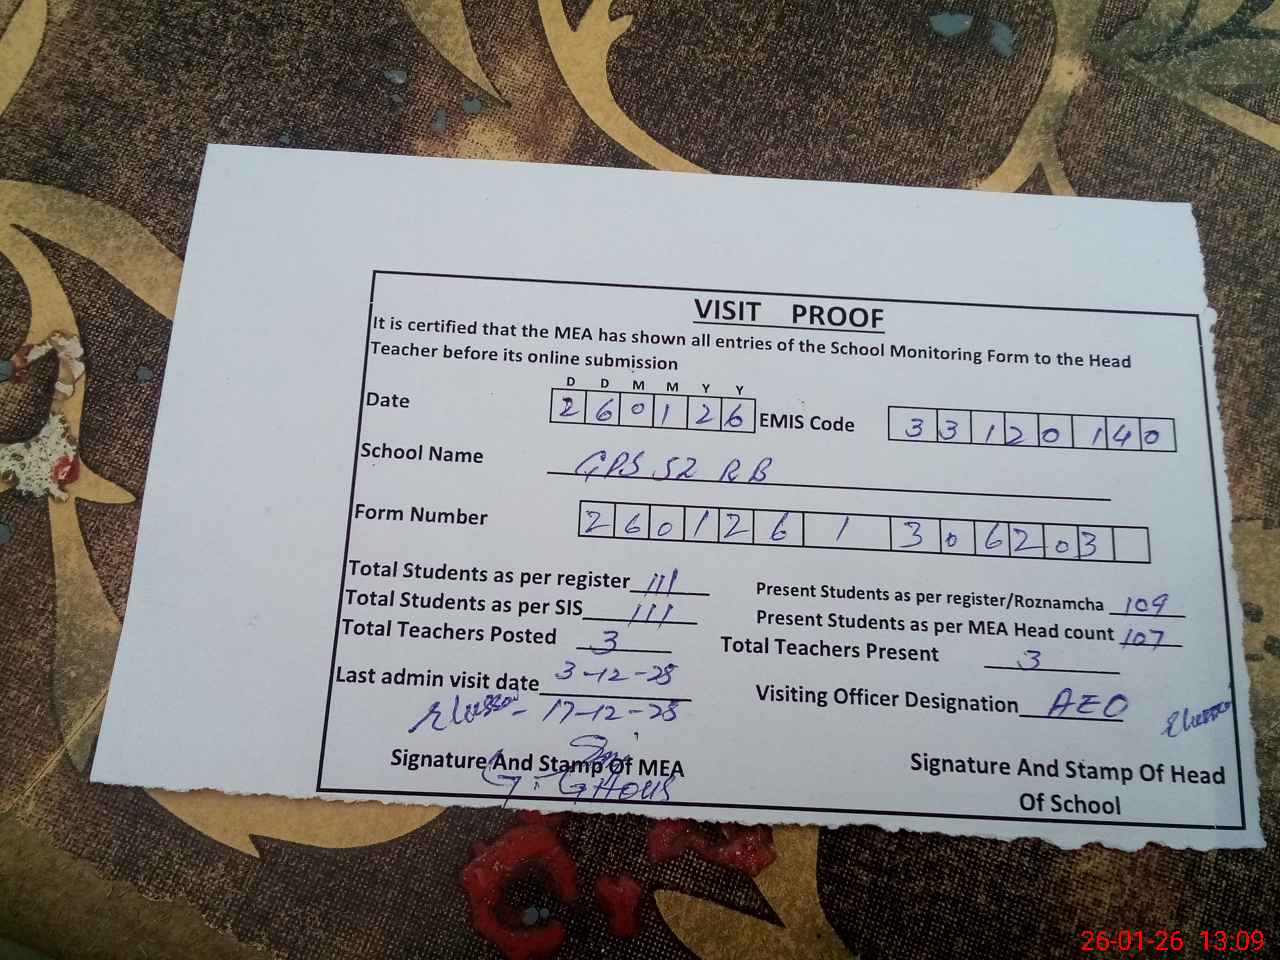 VISIT PROOF
It is certified that the MEA has shown all entries of the School Monitoring Form to the Head
Teacher before its online submission
D D M M Y Y
Date 2 6 0 1 2 6 EMIS Code 3 3 1 2 0 1 4 0
School Name GPS 52 RB
Form Number 2 6 0 1 2 6 1 3 0 6 2 0 3
Total Students as per register 111 Present Students as per register/Roznamcha 109
Total Students as per SIS 111 Present Students as per MEA Head count 107
Total Teachers Posted 3 Total Teachers Present 3
Last admin visit date 3-12-25 Visiting Officer Designation AEO
17-12-25
Signature And Stamp Of MEA Signature And Stamp Of Head
Of School
26-01-26 13:09